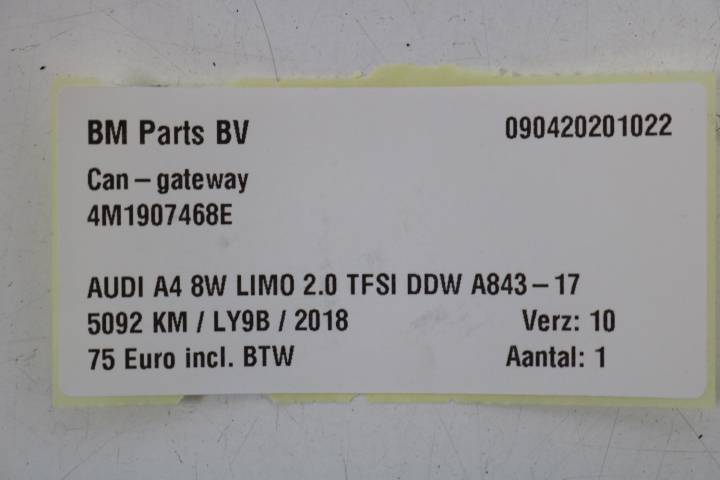 BM Parts BV 090420201022
Can – gateway
4M1907468E
AUDI A4 8W LIMO 2.0 TFSI DDW A843 – 17
5092 KM / LY9B / 2018 Verz: 10
75 Euro incl. BTW Aantal: 1